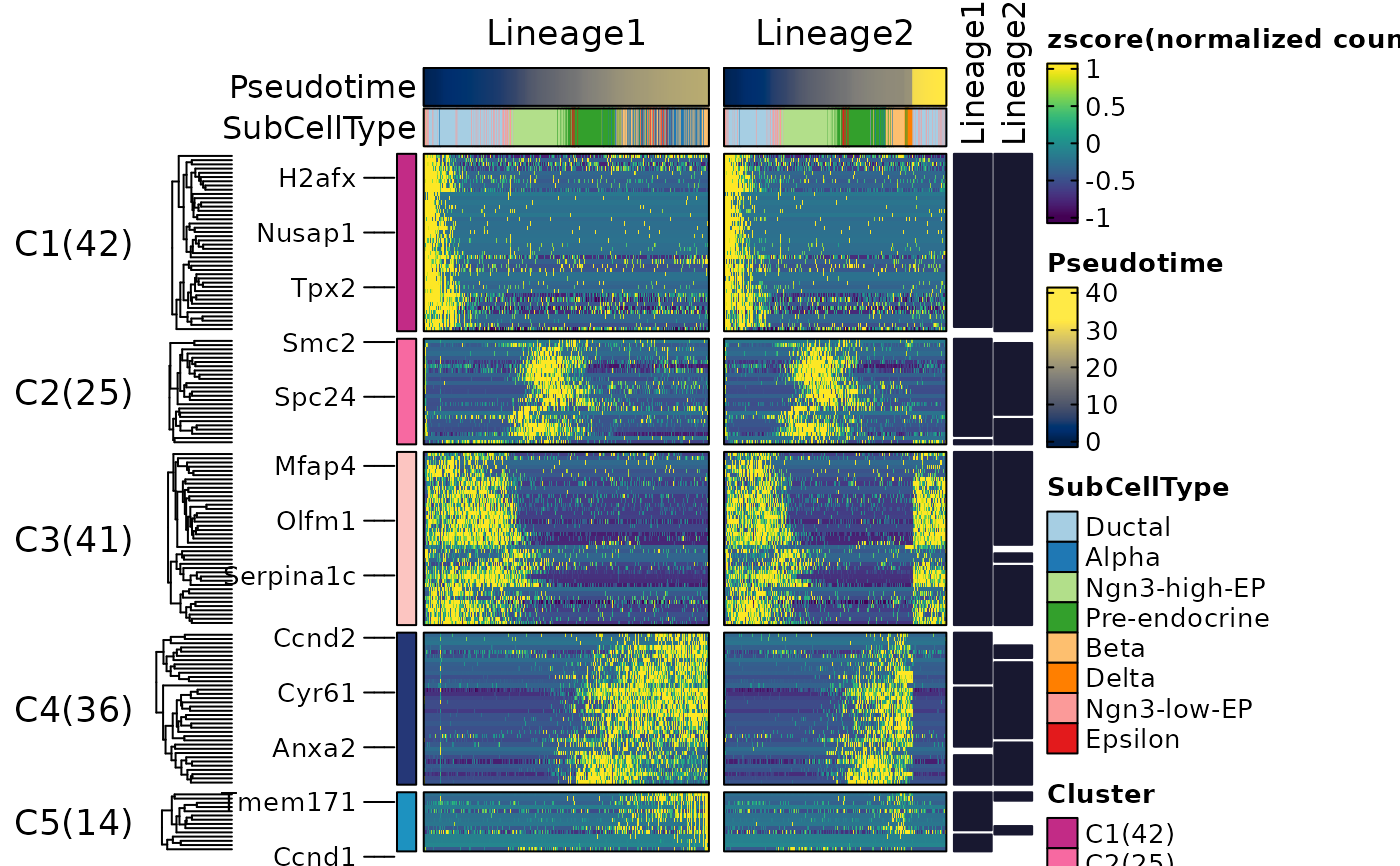 Lineage1
Lineage2
Lineage1
Lineage2
Pseudotime
SubCellType
C1(42)
H2afx
Nusap1
Tpx2
C2(25)
Smc2
Spc24
C3(41)
Mfap4
Olfm1
Serpina1c
C4(36)
Ccnd2
Cyr61
Anxa2
C5(14)
Tmem171
Ccnd1
zscore(normalized coun
1
0.5
0
-0.5
-1
Pseudotime
40
30
20
10
0
SubCellType
Ductal
Alpha
Ngn3-high-EP
Pre-endocrine
Beta
Delta
Ngn3-low-EP
Epsilon
Cluster
C1(42)
C2(25)